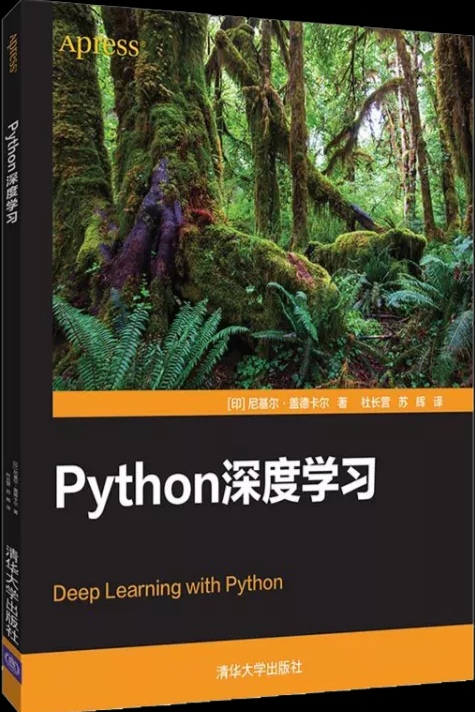 Apress®
[印]尼基尔·盖德卡尔 著 杜长营 苏 辉 译
Python深度学习
Deep Learning with Python
清华大学出版社
Apress
Python深度学习
清华大学出版社